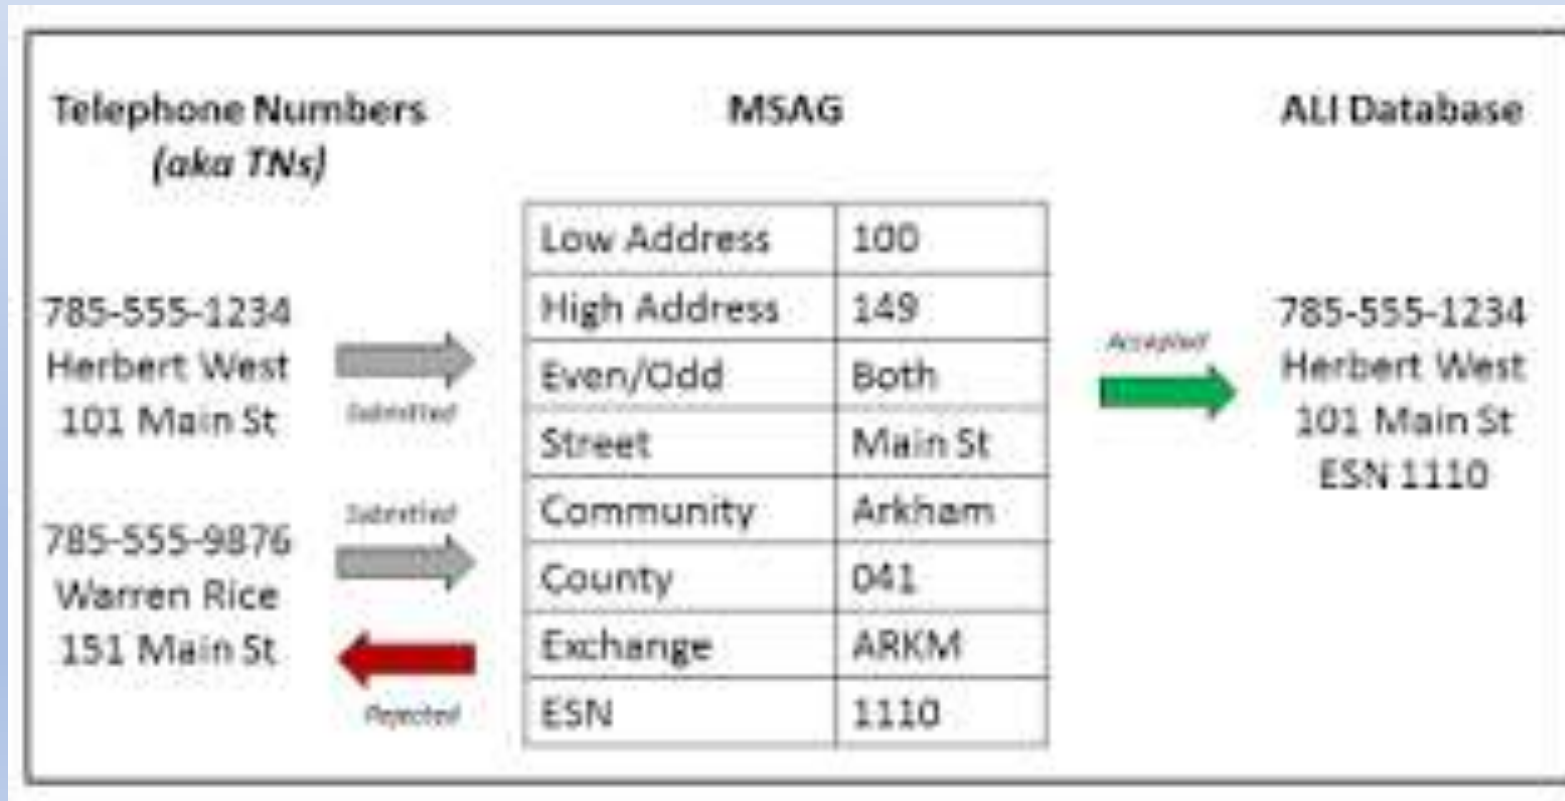 Telephone Numbers
(aka TNs)
785-555-1234
Herbert West
101 Main St
Submitted
785-555-9876
Warren Rice
151 Main St
Submitted
Rejected
MSAG
Low Address 100
High Address 149
Even/Odd Both
Street Main St
Community Arkham
County 041
Exchange ARKM
ESN 1110
Accepted
ALI Database
785-555-1234
Herbert West
101 Main St
ESN 1110